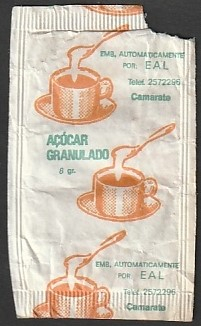 EMB. AUTOMATICAMENTE
POR: EAL
Telef. 2572296
Camarate
AÇÚCAR
GRANULADO
8 gr.
EMB. AUTOMATICAMENTE
POR EAL
Telef. 2572296
Camarate